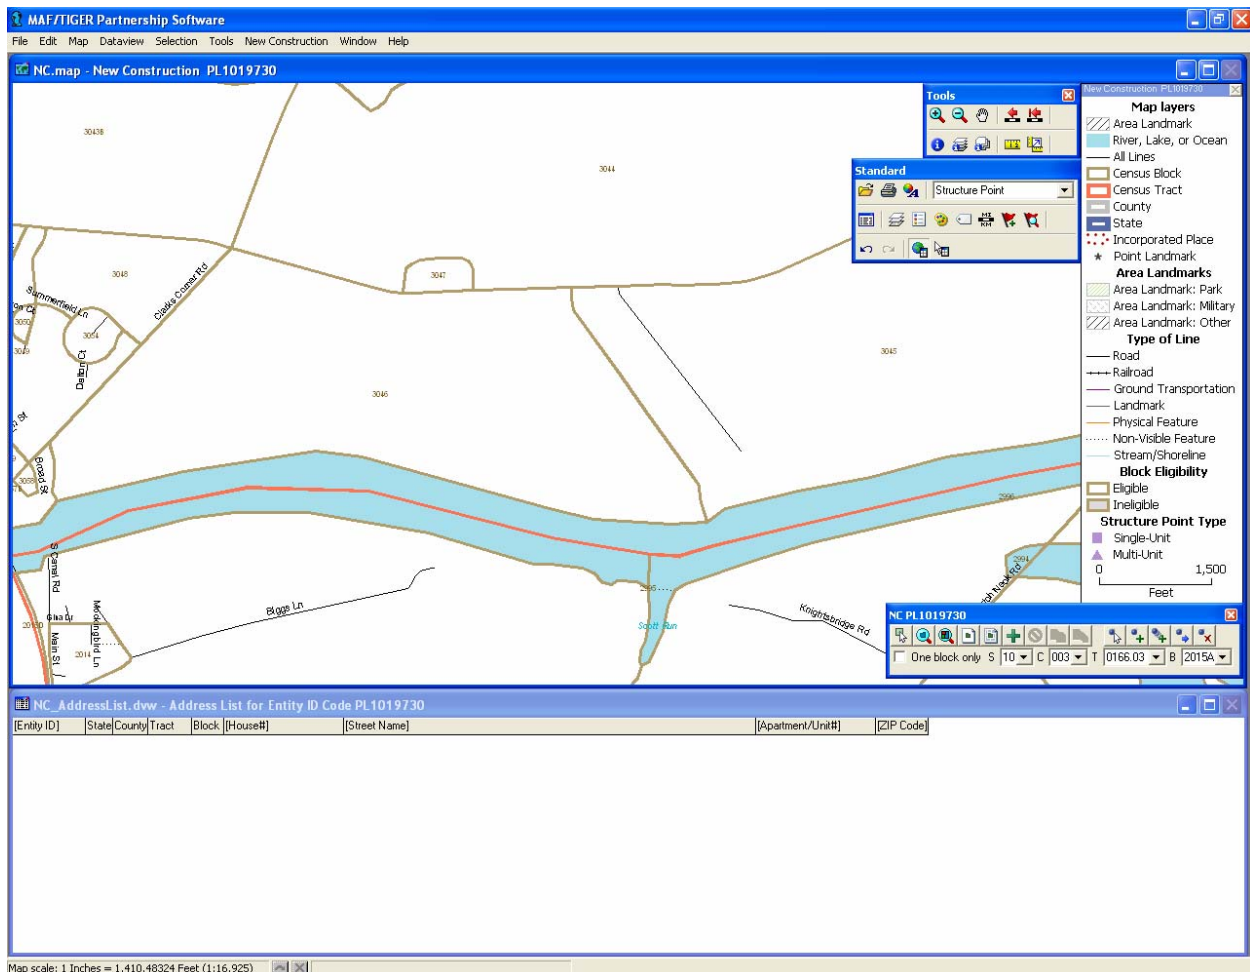 MAF/TIGER Partnership Software
File Edit Map Dataview Selection Tools New Construction Window Help
NC.map - New Construction PL1019730
3043B
3044
3048
Clarks Corner Rd
3047
Summerfield Ln
3050
3054
3049
Dalton Ct
3045
3046
Broad St
3058
2996
S Canal Rd
Biggs Ln
2995
Scott Run
Knightsbridge Rd
2994
Main St
Mockingbird Ln
2014
Tools
Standard
Structure Point
New Construction PL1019730
Map layers
Area Landmark
River, Lake, or Ocean
All Lines
Census Block
Census Tract
County
State
Incorporated Place
Point Landmark
Area Landmarks
Area Landmark: Park
Area Landmark: Military
Area Landmark: Other
Type of Line
Road
Railroad
Ground Transportation
Landmark
Physical Feature
Non-Visible Feature
Stream/Shoreline
Block Eligibility
Eligible
Ineligible
Structure Point Type
Single-Unit
Multi-Unit
0 1,500
Feet
NC PL1019730
One block only S 10 C 003 T 0166.03 B 2015A
NC_AddressList.dvw - Address List for Entity ID Code PL1019730
[Entity ID] State County Tract Block [House#] [Street Name] [Apartment/Unit#] [ZIP Code]
Map scale: 1 Inches = 1,410.48324 Feet (1:16,925)